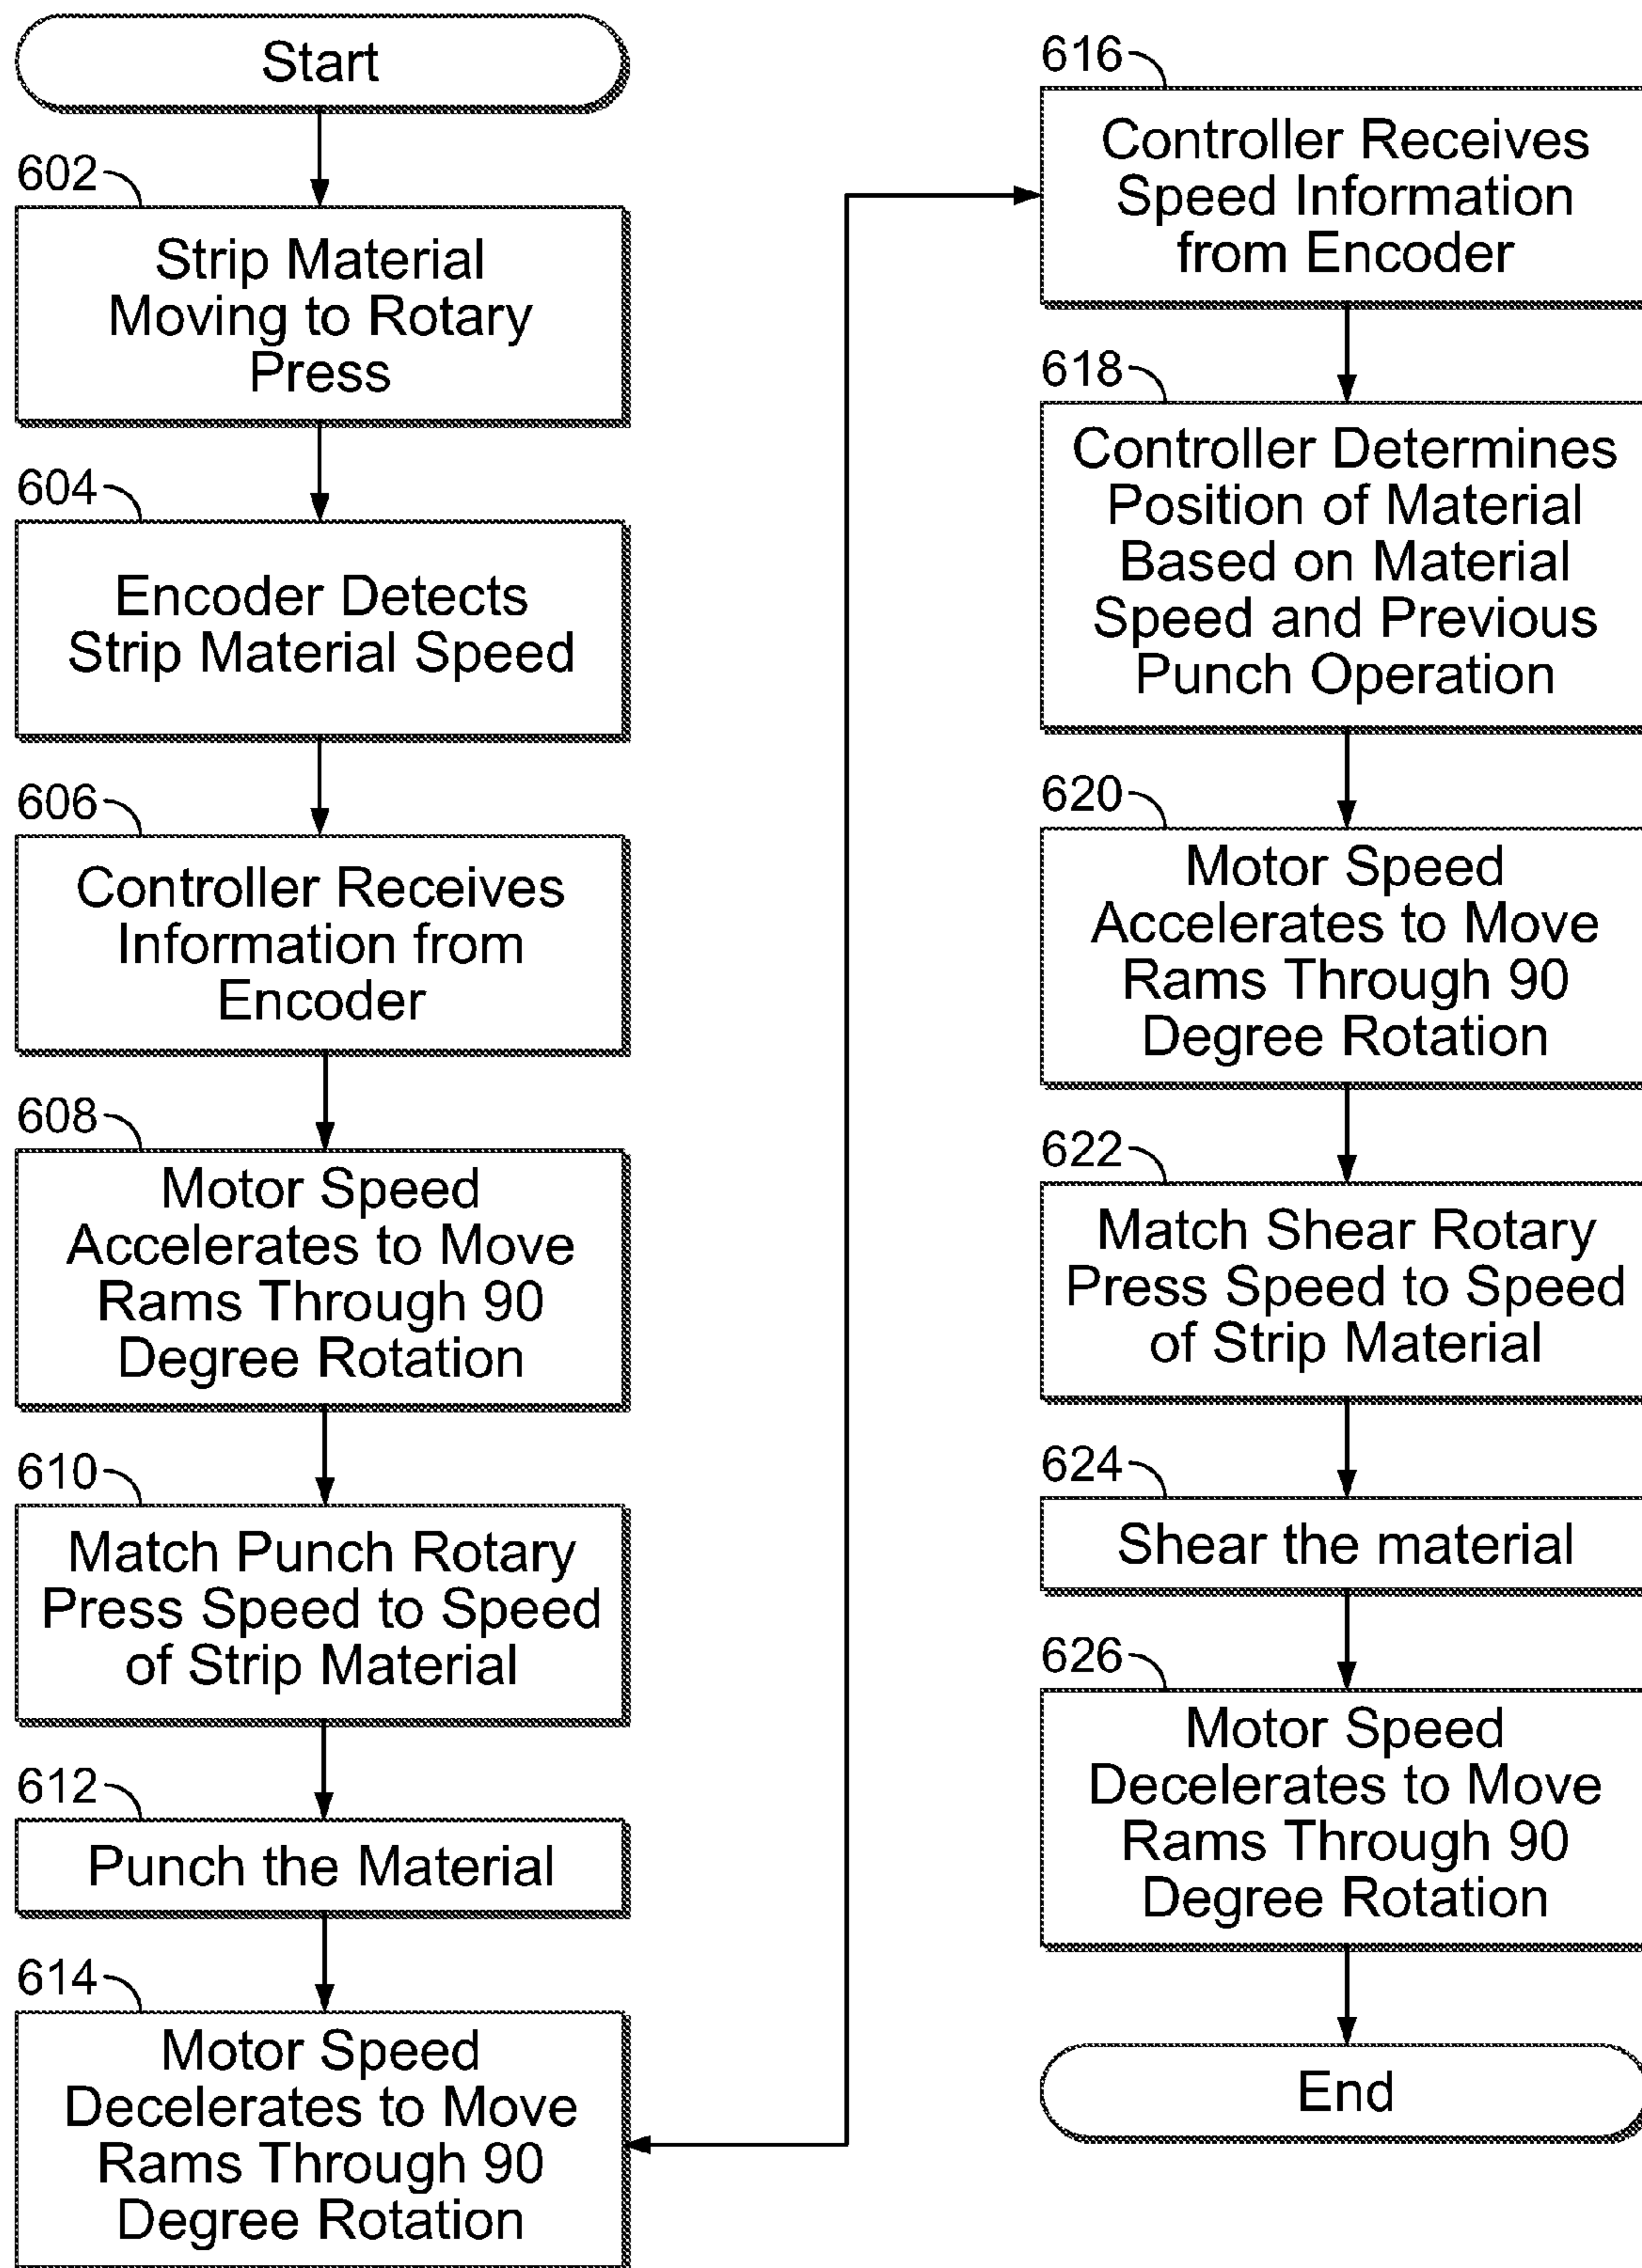 Start
602
Strip Material
Moving to Rotary
Press
604
Encoder Detects
Strip Material Speed
606
Controller Receives
Information from
Encoder
608
Motor Speed
Accelerates to Move
Rams Through 90
Degree Rotation
610
Match Punch Rotary
Press Speed to Speed
of Strip Material
612
Punch the Material
614
Motor Speed
Decelerates to Move
Rams Through 90
Degree Rotation
616
Controller Receives
Speed Information
from Encoder
618
Controller Determines
Position of Material
Based on Material
Speed and Previous
Punch Operation
620
Motor Speed
Accelerates to Move
Rams Through 90
Degree Rotation
622
Match Shear Rotary
Press Speed to Speed
of Strip Material
624
Shear the material
626
Motor Speed
Decelerates to Move
Rams Through 90
Degree Rotation
End